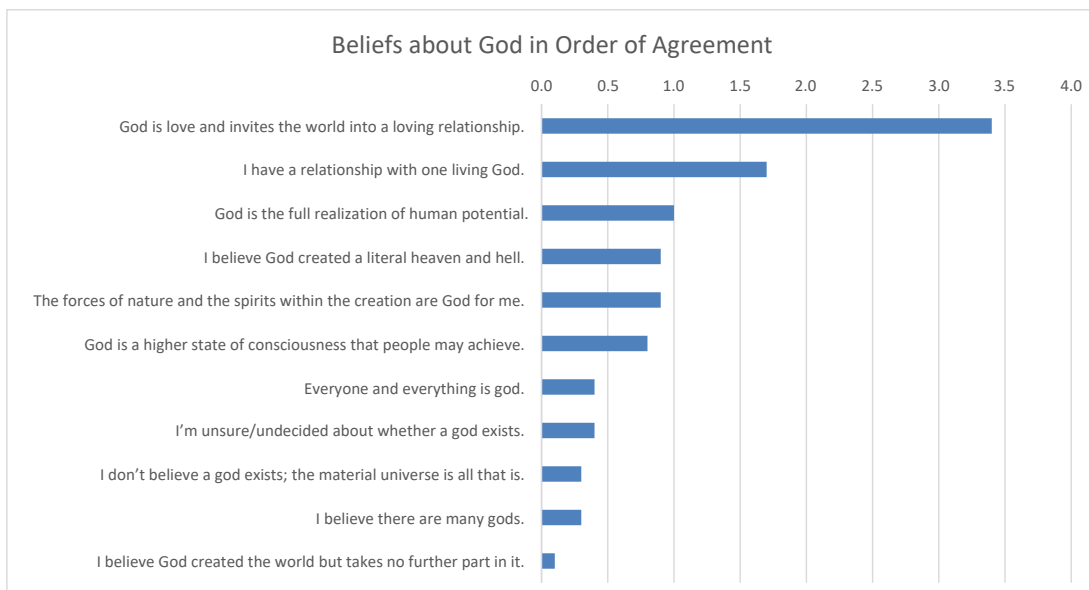 Beliefs about God in Order of Agreement
0.0 0.5 1.0 1.5 2.0 2.5 3.0 3.5 4.0
God is love and invites the world into a loving relationship.
I have a relationship with one living God.
God is the full realization of human potential.
I believe God created a literal heaven and hell.
The forces of nature and the spirits within the creation are God for me.
God is a higher state of consciousness that people may achieve.
Everyone and everything is god.
I’m unsure/undecided about whether a god exists.
I don’t believe a god exists; the material universe is all that is.
I believe there are many gods.
I believe God created the world but takes no further part in it.